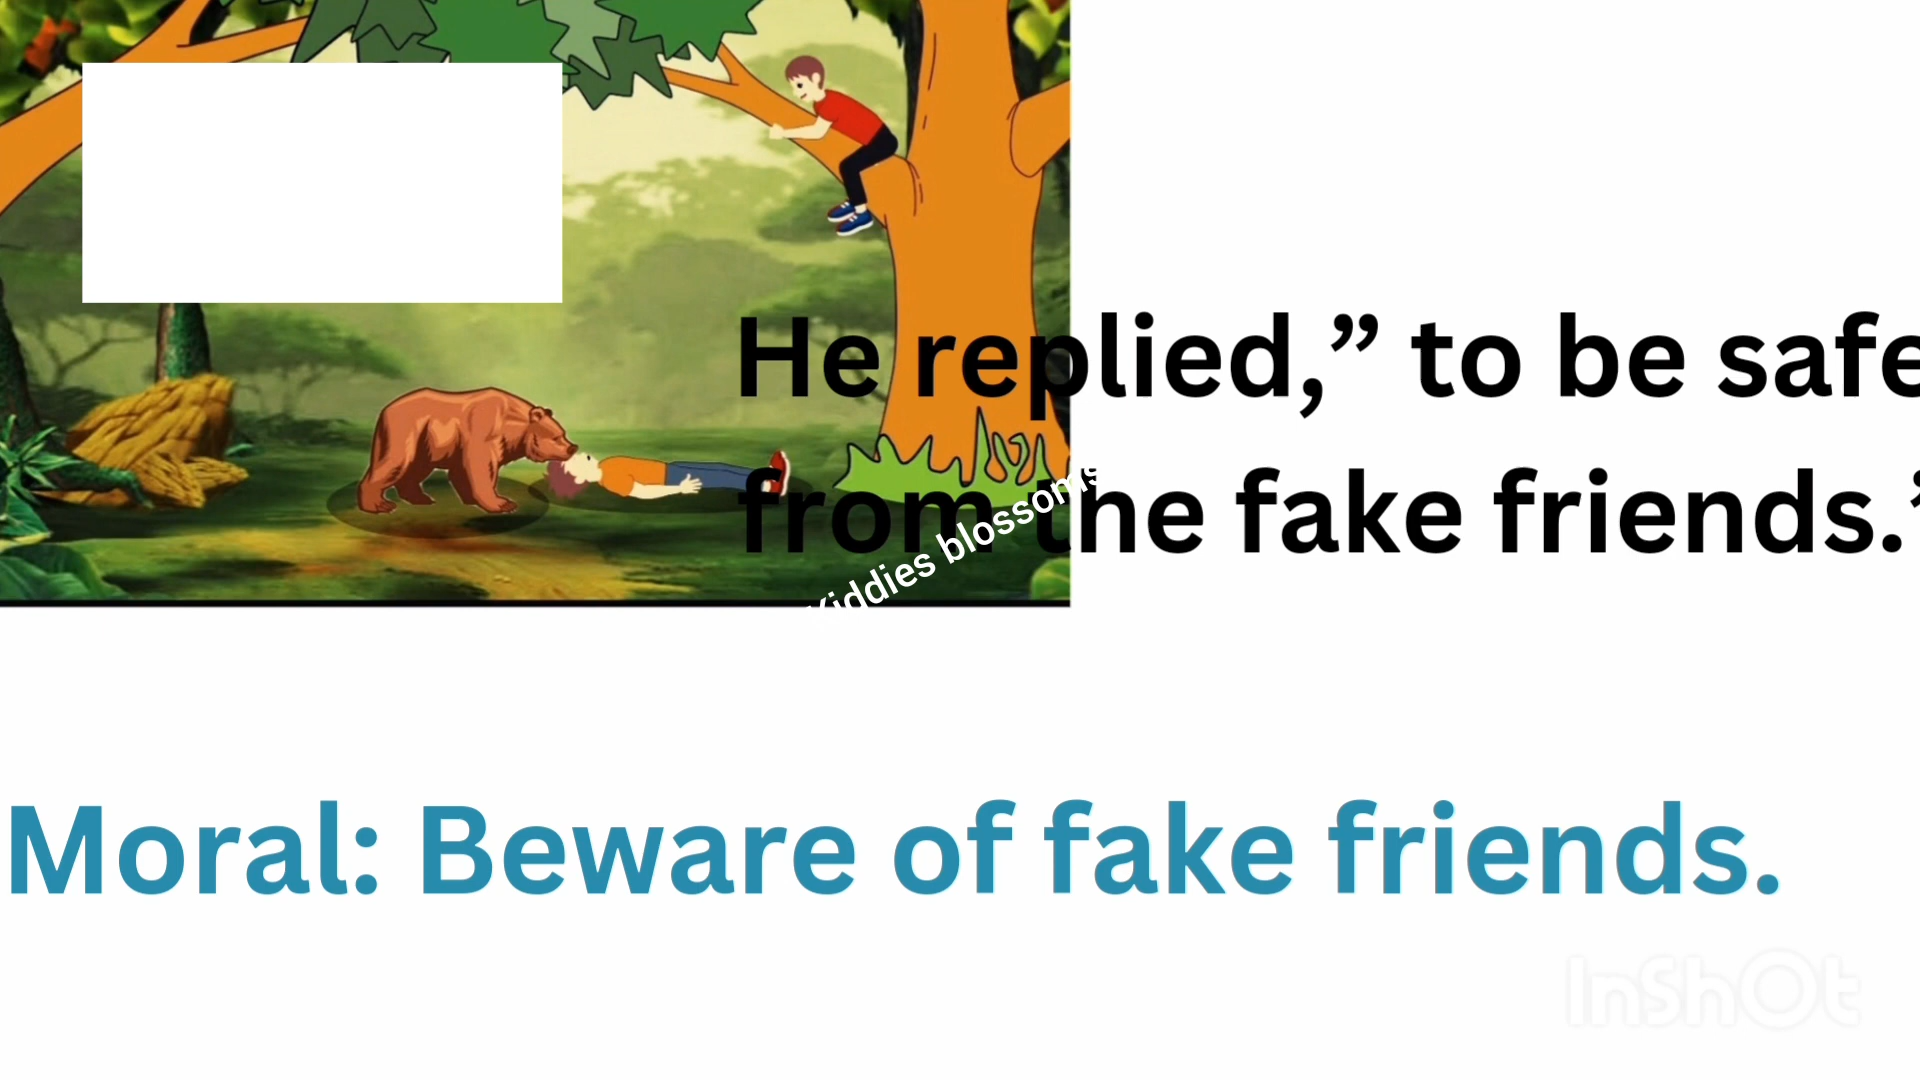 He replied,” to be safe
from the fake friends.”
Kiddies blossoms
Moral: Beware of fake friends.
InShOt